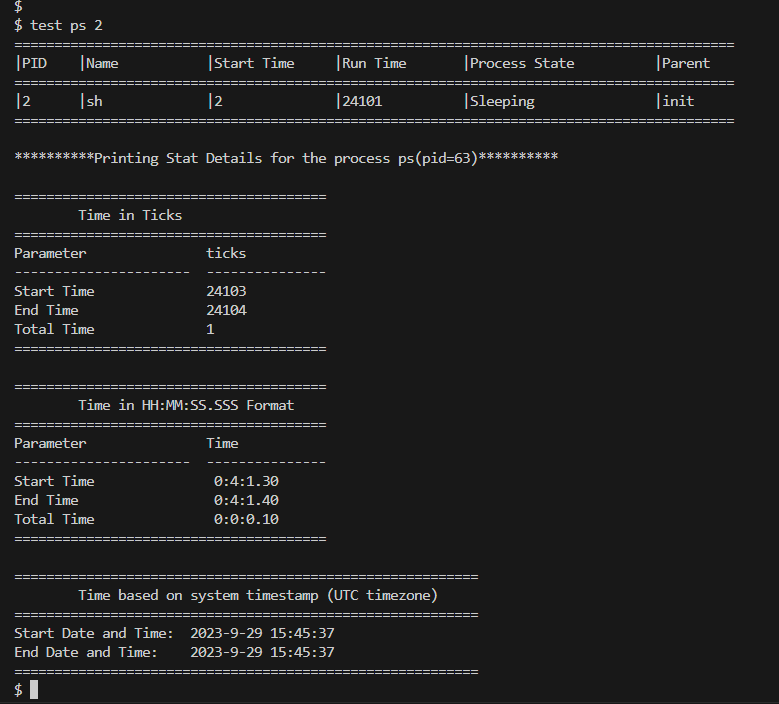 $
$ test ps 2
==========================================================================================
|PID    |Name           |Start Time     |Run Time       |Process State          |Parent
==========================================================================================
|2      |sh             |2              |24101          |Sleeping               |init
==========================================================================================
**********Printing Stat Details for the process ps(pid=63)**********
=======================================
        Time in Ticks
=======================================
Parameter               ticks
----------------------  ---------------
Start Time              24103
End Time                24104
Total Time              1
=======================================
=======================================
        Time in HH:MM:SS.SSS Format
=======================================
Parameter               Time
----------------------  ---------------
Start Time               0:4:1.30
End Time                 0:4:1.40
Total Time               0:0:0.10
=======================================
==========================================================
        Time based on system timestamp (UTC timezone)
==========================================================
Start Date and Time:  2023-9-29 15:45:37
End Date and Time:    2023-9-29 15:45:37
==========================================================
$